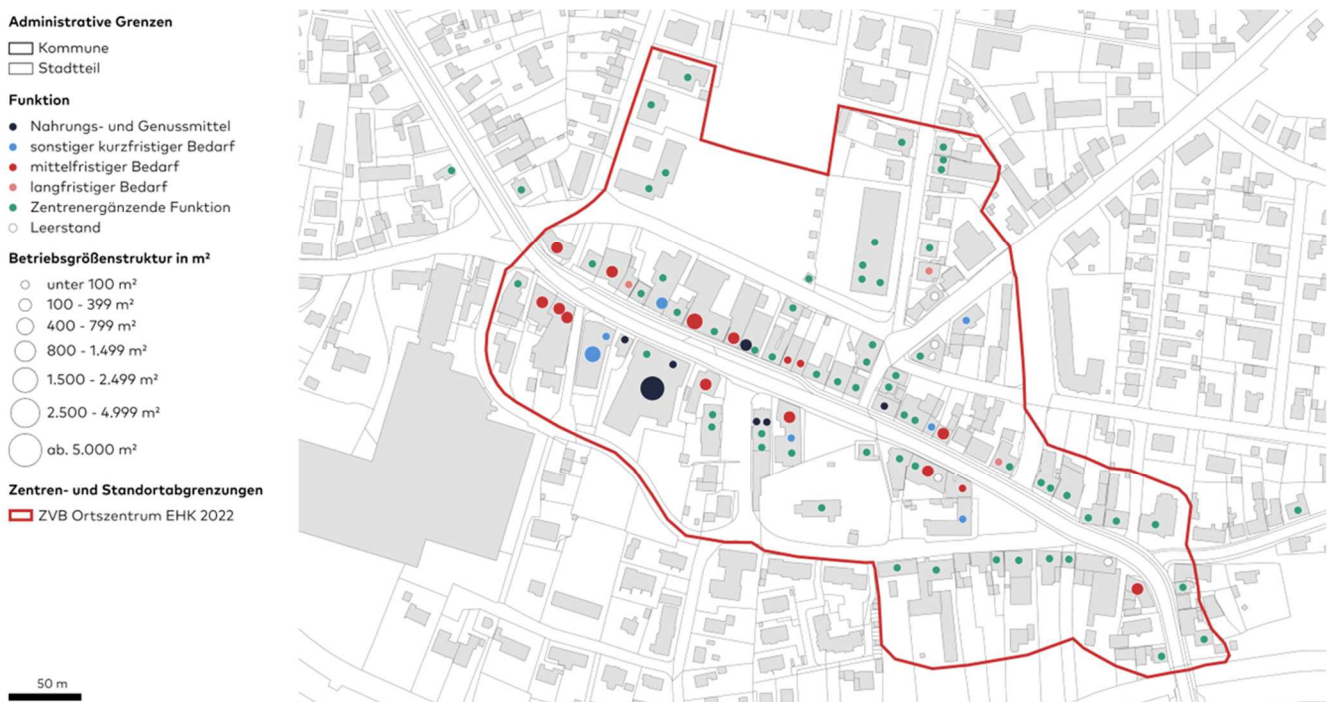 Administrative Grenzen
Kommune
Stadtteil
Funktion
Nahrungs- und Genussmittel
sonstiger kurzfristiger Bedarf
mittelfristiger Bedarf
langfristiger Bedarf
Zentrenergänzende Funktion
Leerstand
Betriebsgrößenstruktur in m²
unter 100 m²
100 - 399 m²
400 - 799 m²
800 - 1.499 m²
1.500 - 2.499 m²
2.500 - 4.999 m²
ab. 5.000 m²
Zentren- und Standortabgrenzungen
ZVB Ortszentrum EHK 2022
50 m